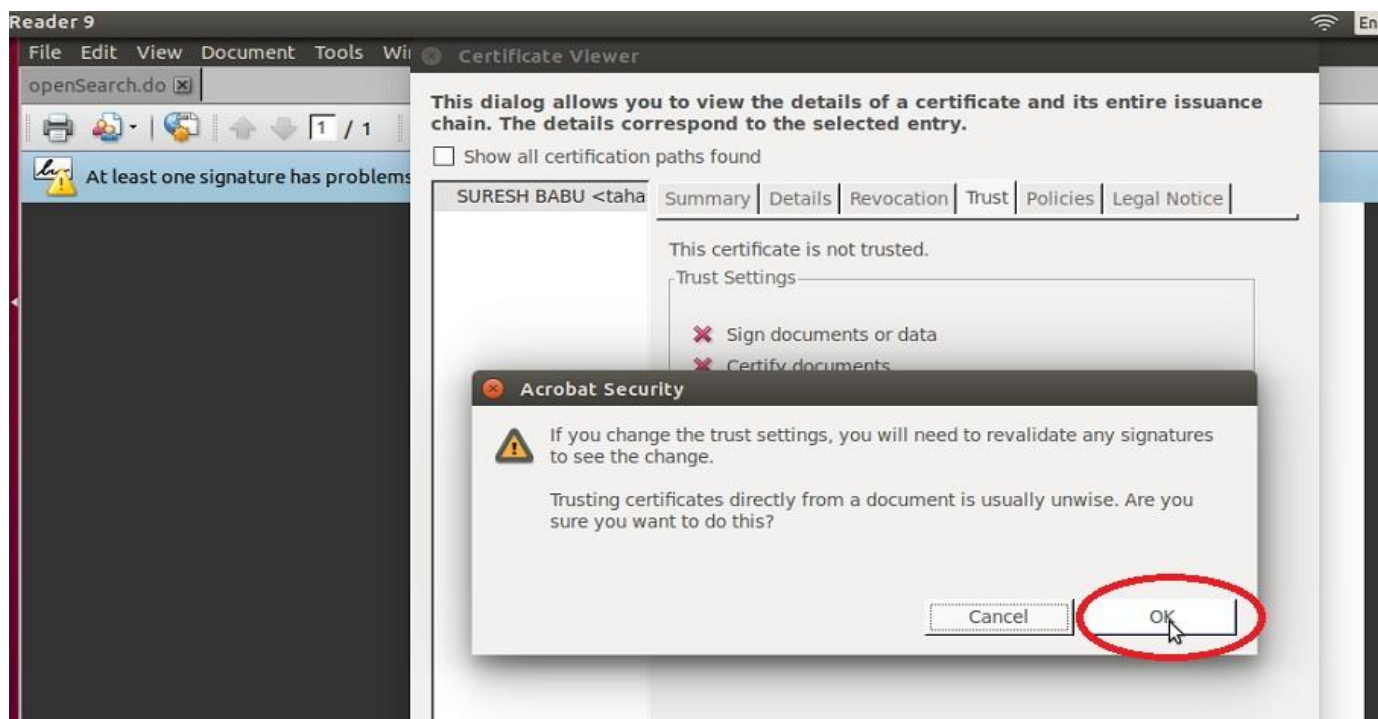 Reader 9
En
File Edit View Document Tools Wi
Certificate Viewer
openSearch.do
This dialog allows you to view the details of a certificate and its entire issuance
chain. The details correspond to the selected entry.
1 / 1
Show all certification paths found
At least one signature has problems
SURESH BABU <taha
Summary Details Revocation Trust Policies Legal Notice
This certificate is not trusted.
Trust Settings
Sign documents or data
Certify documents
Acrobat Security
If you change the trust settings, you will need to revalidate any signatures
to see the change.
Trusting certificates directly from a document is usually unwise. Are you
sure you want to do this?
Cancel OK